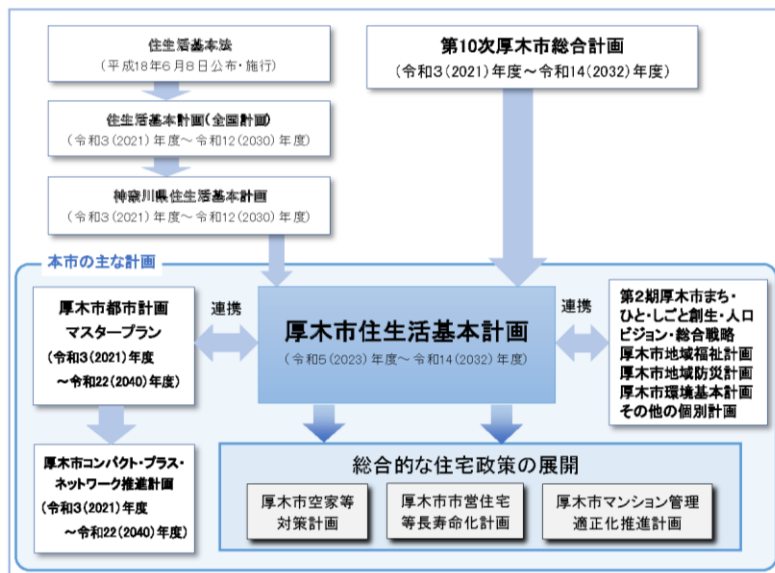 住生活基本法
(平成18年6月8日公布・施行)
第10次厚木市総合計画
(令和3(2021)年度～令和14(2032)年度)
住生活基本計画(全国計画)
(令和3(2021)年度～令和12(2030)年度)
神奈川県住生活基本計画
(令和3(2021)年度～令和12(2030)年度)
本市の主な計画
厚木市都市計画
マスタープラン
(令和3(2021)年度
～令和22(2040)年度)
連携
厚木市住生活基本計画
(令和5(2023)年度～令和14(2032)年度)
連携
第2期厚木市まち・
ひと・しごと創生・人口
ビジョン・総合戦略
厚木市地域福祉計画
厚木市地域防災計画
厚木市環境基本計画
その他の個別計画
厚木市コンパクト・プラス・
ネットワーク推進計画
(令和3(2021)年度
～令和22(2040)年度)
総合的な住宅政策の展開
厚木市空家等
対策計画
厚木市市営住宅
等長寿命化計画
厚木市マンション管理
適正化推進計画